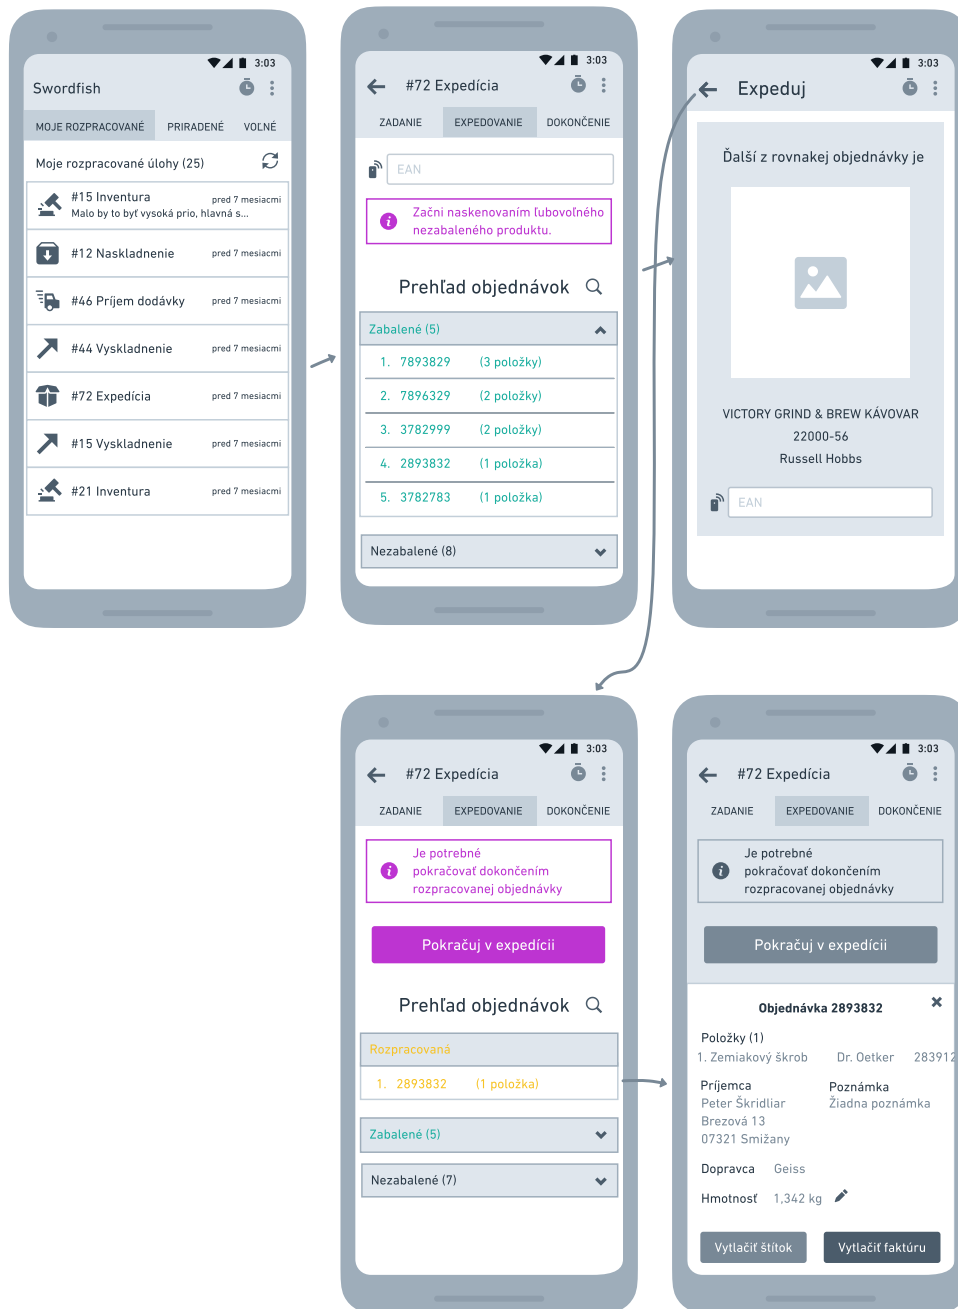 3:03
Swordfish
MOJE ROZPRACOVANÉ PRIRADENÉ VOĽNÉ
Moje rozpracované úlohy (25)
#15 Inventura pred 7 mesiacmi
Malo by to byť vysoká prio, hlavná s...
#12 Naskladnenie pred 7 mesiacmi
#46 Príjem dodávky pred 7 mesiacmi
#44 Vyskladnenie pred 7 mesiacmi
#72 Expedícia pred 7 mesiacmi
#15 Vyskladnenie pred 7 mesiacmi
#21 Inventura pred 7 mesiacmi
3:03
#72 Expedícia
ZADANIE EXPEDOVANIE DOKONČENIE
EAN
Začni naskenovaním ľubovoľného
nezabaleného produktu.
Prehľad objednávok
Zabalené (5)
1. 7893829 (3 položky)
2. 7896329 (2 položky)
3. 3782999 (2 položky)
4. 2893832 (1 položka)
5. 3782783 (1 položka)
Nezabalené (8)
3:03
Expeduj
Ďalší z rovnakej objednávky je
VICTORY GRIND & BREW KÁVOVAR
22000-56
Russell Hobbs
EAN
3:03
#72 Expedícia
ZADANIE EXPEDOVANIE DOKONČENIE
Je potrebné
pokračovať dokončením
rozpracovanej objednávky
Pokračuj v expedícii
Prehľad objednávok
Rozpracovaná
1. 2893832 (1 položka)
Zabalené (5)
Nezabalené (7)
3:03
#72 Expedícia
ZADANIE EXPEDOVANIE DOKONČENIE
Je potrebné
pokračovať dokončením
rozpracovanej objednávky
Pokračuj v expedícii
Objednávka 2893832
Položky (1)
1. Zemiakový škrob Dr. Oetker 283912
Príjemca Poznámka
Peter Škridliar Žiadna poznámka
Brezová 13
07321 Smižany
Dopravca Geiss
Hmotnosť 1,342 kg
Vytlačiť štítok Vytlačiť faktúru